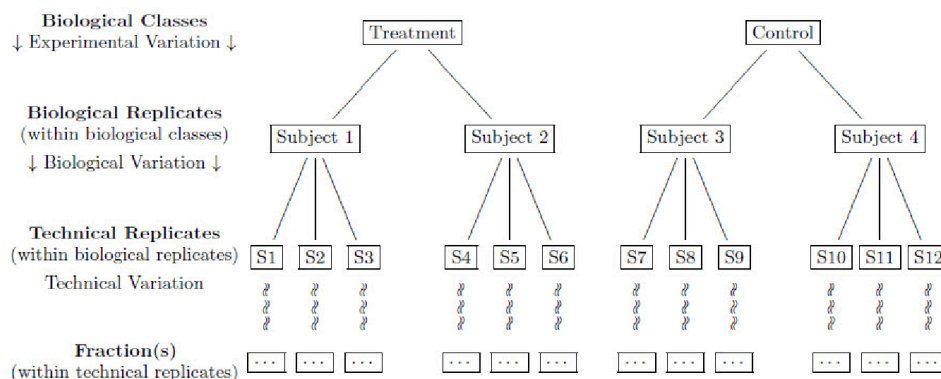 Biological Classes
↓ Experimental Variation ↓
Treatment
Control
Biological Replicates
(within biological classes)
↓ Biological Variation ↓
Subject 1
Subject 2
Subject 3
Subject 4
Technical Replicates
(within biological replicates)
Technical Variation
S1
S2
S3
S4
S5
S6
S7
S8
S9
S10
S11
S12
Fraction(s)
(within technical replicates)
...
...
...
...
...
...
...
...
...
...
...
...